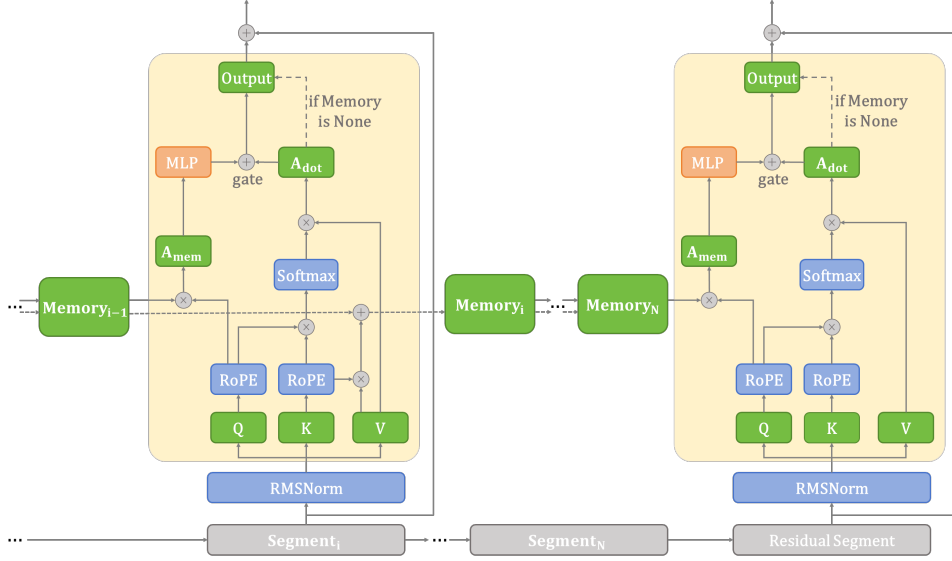 Output
if Memory
is None
MLP
+
gate
A_dot
A_mem
×
Softmax
...
Memory_{i−1}
×
+
×
RoPE
RoPE
×
Q
K
V
RMSNorm
...
Segment_i
+
Output
if Memory
is None
MLP
+
gate
A_dot
A_mem
×
Softmax
Memory_i
...
Memory_N
×
×
RoPE
RoPE
Q
K
V
RMSNorm
...
Segment_N
Residual Segment
+